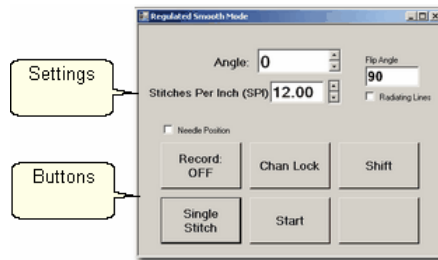 Regulated Smooth Mode
Settings
Angle: 0
Flip Angle
90
Stitches Per Inch (SPI) 12.00
Radiating Lines
Needle Position
Buttons
Record: OFF
Chan Lock
Shift
Single Stitch
Start